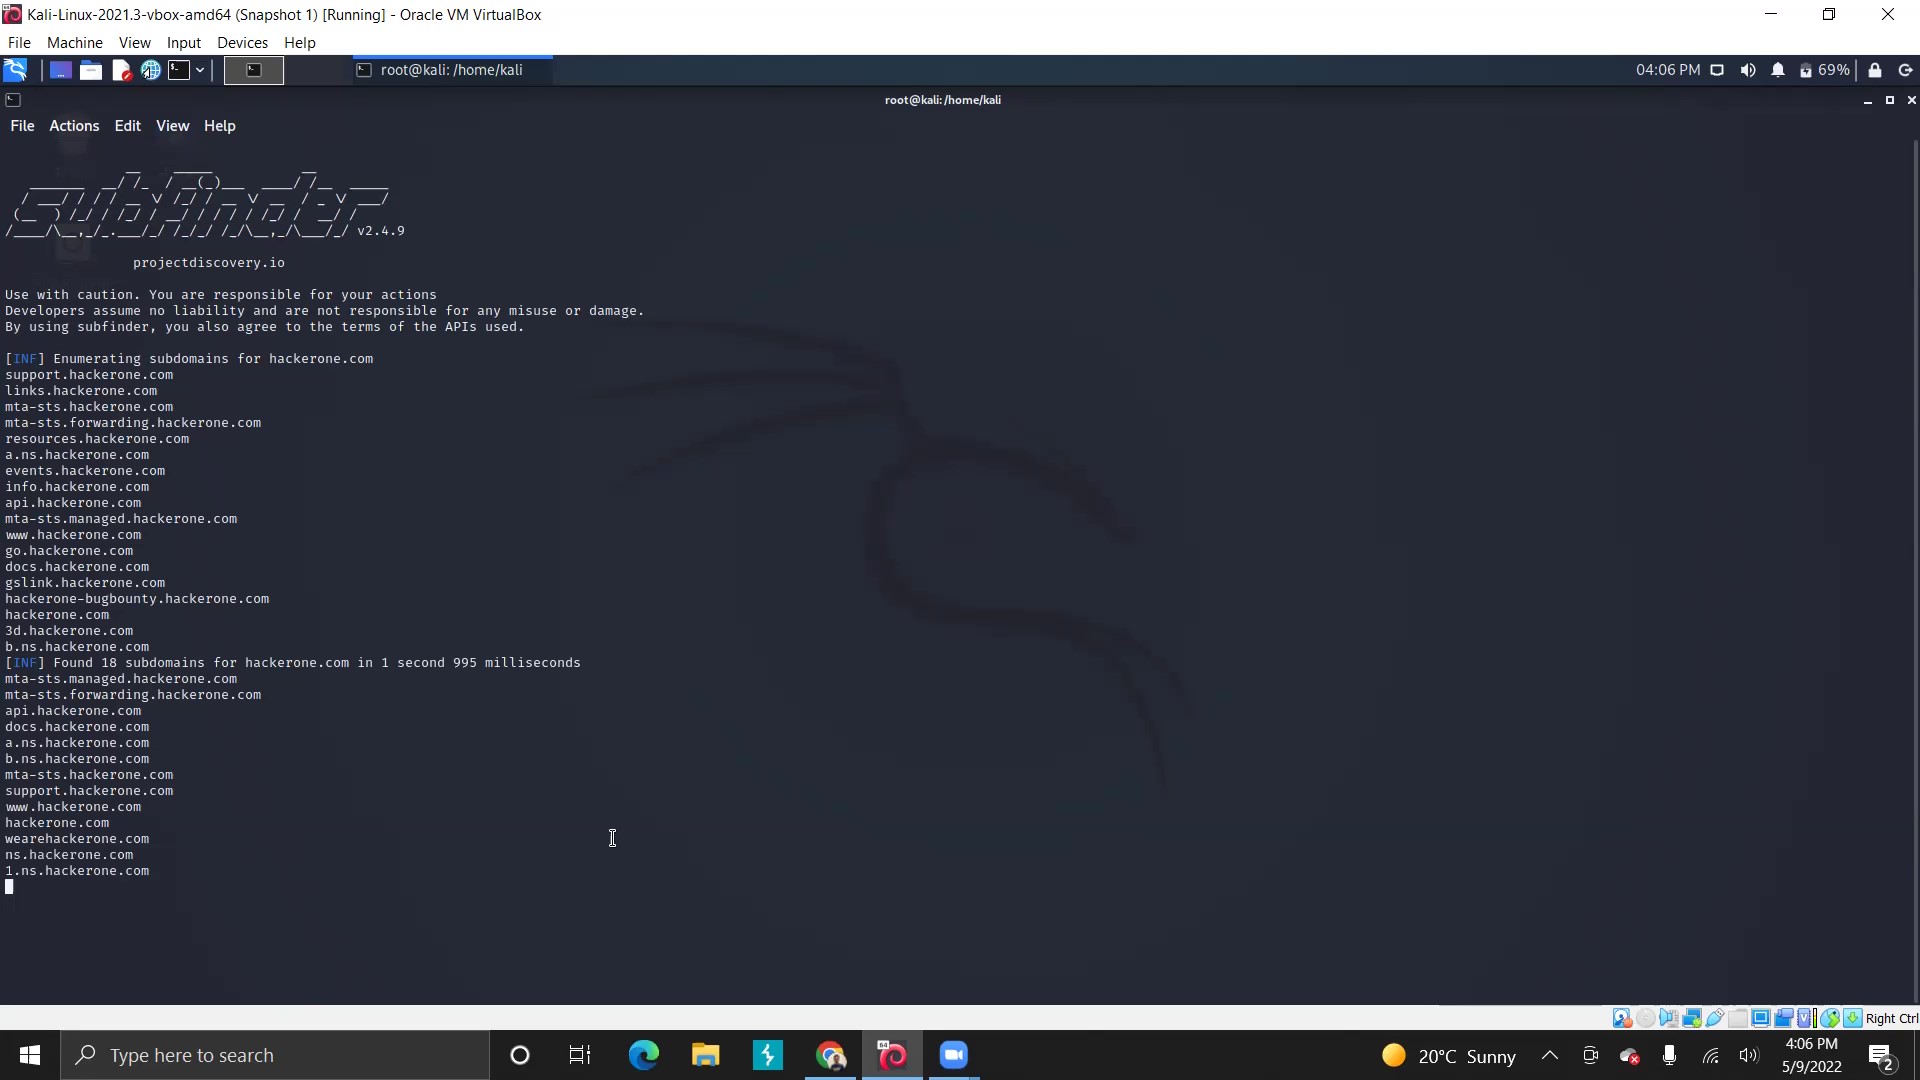 Kali-Linux-2021.3-vbox-amd64 (Snapshot 1) [Running] - Oracle VM VirtualBox
File Machine View Input Devices Help
root@kali: /home/kali
04:06 PM 69%
root@kali: /home/kali
File Actions Edit View Help
subfinder v2.4.9
projectdiscovery.io
Use with caution. You are responsible for your actions
Developers assume no liability and are not responsible for any misuse or damage.
By using subfinder, you also agree to the terms of the APIs used.
[INF] Enumerating subdomains for hackerone.com
support.hackerone.com
links.hackerone.com
mta-sts.hackerone.com
mta-sts.forwarding.hackerone.com
resources.hackerone.com
a.ns.hackerone.com
events.hackerone.com
info.hackerone.com
api.hackerone.com
mta-sts.managed.hackerone.com
www.hackerone.com
go.hackerone.com
docs.hackerone.com
gslink.hackerone.com
hackerone-bugbounty.hackerone.com
hackerone.com
3d.hackerone.com
b.ns.hackerone.com
[INF] Found 18 subdomains for hackerone.com in 1 second 995 milliseconds
mta-sts.managed.hackerone.com
mta-sts.forwarding.hackerone.com
api.hackerone.com
docs.hackerone.com
a.ns.hackerone.com
b.ns.hackerone.com
mta-sts.hackerone.com
support.hackerone.com
www.hackerone.com
hackerone.com
wearehackerone.com
ns.hackerone.com
1.ns.hackerone.com
Right Ctrl
Type here to search
20°C Sunny
4:06 PM
5/9/2022
2